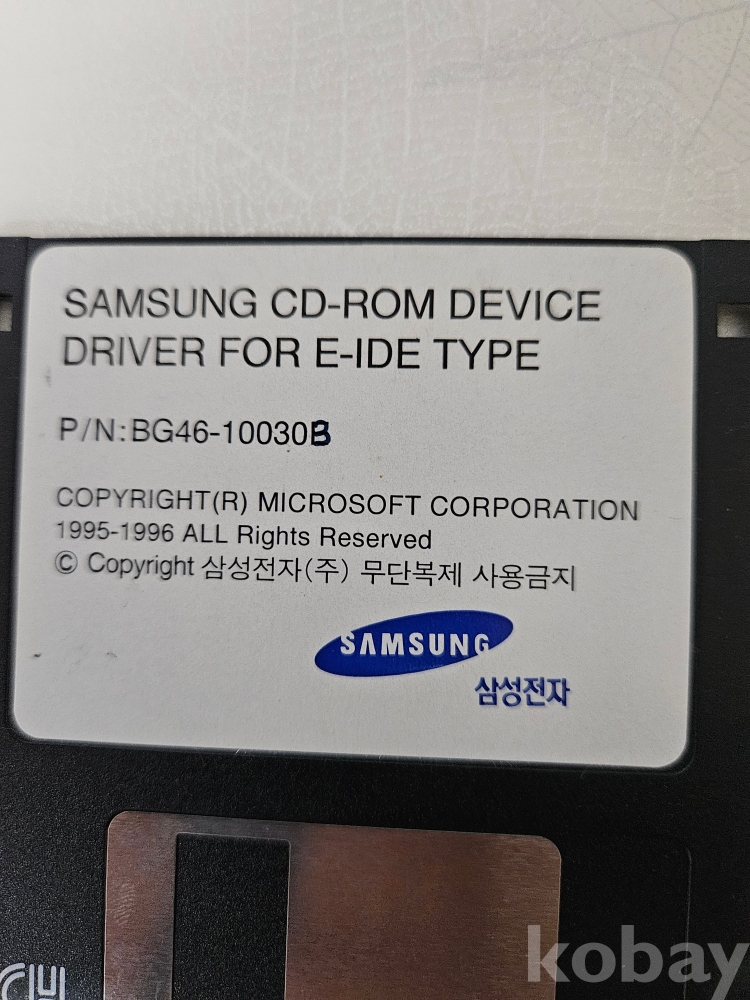 SAMSUNG CD-ROM DEVICE
DRIVER FOR E-IDE TYPE
P/N:BG46-10030B
COPYRIGHT(R) MICROSOFT CORPORATION
1995-1996 ALL Rights Reserved
© Copyright 삼성전자(주) 무단복제 사용금지
SAMSUNG
삼성전자
kobay